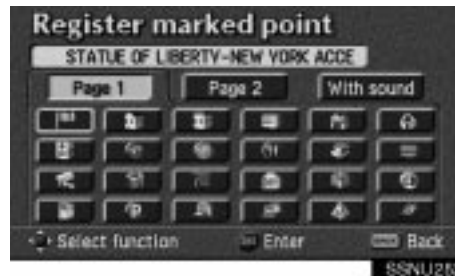 Register marked point
STATUE OF LIBERTY-NEW YORK ACCE
Page 1 Page 2 With sound
Select function Enter Back